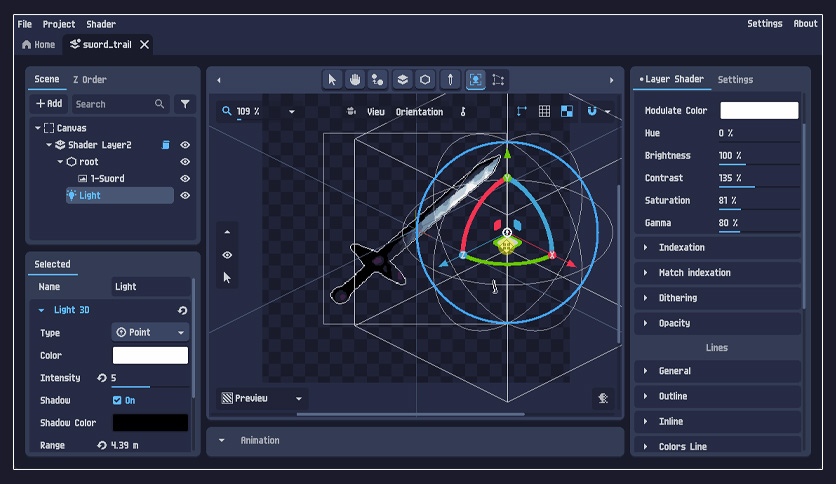 File Project Shader Settings About
Home sword_trail
Scene Z Order
Add Search
Canvas
Shader Layer2
root
1-Sword
Light
Selected
Name Light
Light 3D
Type Point
Color
Intensity 5
Shadow On
Shadow Color
Range 4.39 m
109 % View Orientation
Preview
Animation
Layer Shader Settings
Modulate Color
Hue 0 %
Brightness 100 %
Contrast 135 %
Saturation 81 %
Gamma 80 %
Indexation
Match indexation
Dithering
Opacity
Lines
General
Outline
Inline
Colors Line